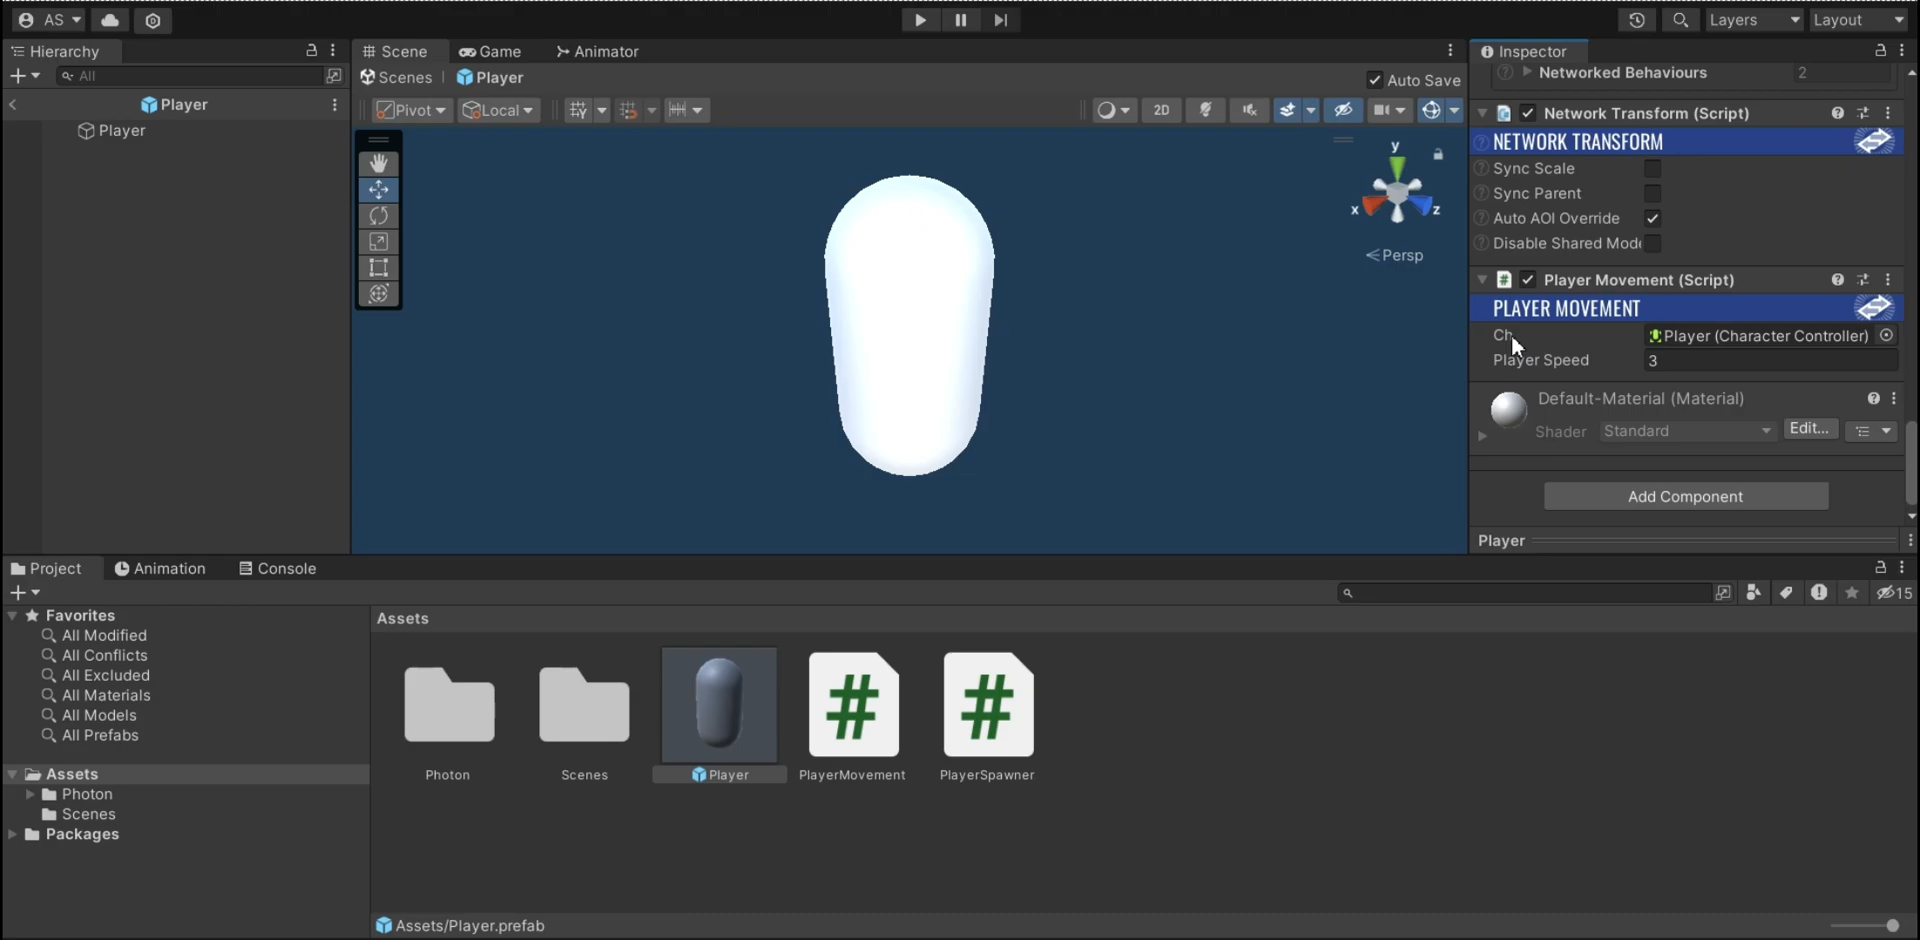 AS
Layers
Layout
Hierarchy
All
Player
Player
Scene
Game
Animator
Scenes
Player
Auto Save
Pivot
Local
2D
y
x
z
Persp
Inspector
Networked Behaviours 2
Network Transform (Script)
NETWORK TRANSFORM
Sync Scale
Sync Parent
Auto AOI Override
Disable Shared Mod
Player Movement (Script)
PLAYER MOVEMENT
Ch Player (Character Controller)
Player Speed 3
Default-Material (Material)
Shader Standard Edit...
Add Component
Player
Project
Animation
Console
15
Favorites
All Modified
All Conflicts
All Excluded
All Materials
All Models
All Prefabs
Assets
Photon
Scenes
Packages
Assets
Photon
Scenes
Player
PlayerMovement
PlayerSpawner
Assets/Player.prefab